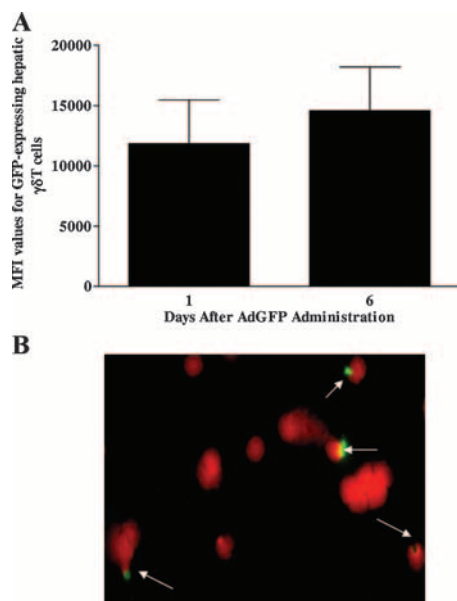 A
MFI values for GFP-expressing hepatic
γδT cells
20000
15000
10000
5000
0
1
6
Days After AdGFP Administration
B